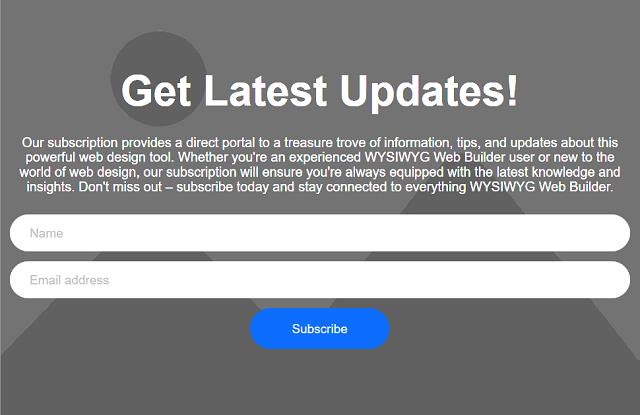 Get Latest Updates!
Our subscription provides a direct portal to a treasure trove of information, tips, and updates about this
powerful web design tool. Whether you're an experienced WYSIWYG Web Builder user or new to the
world of web design, our subscription will ensure you're always equipped with the latest knowledge and
insights. Don't miss out – subscribe today and stay connected to everything WYSIWYG Web Builder.
Name
Email address
Subscribe